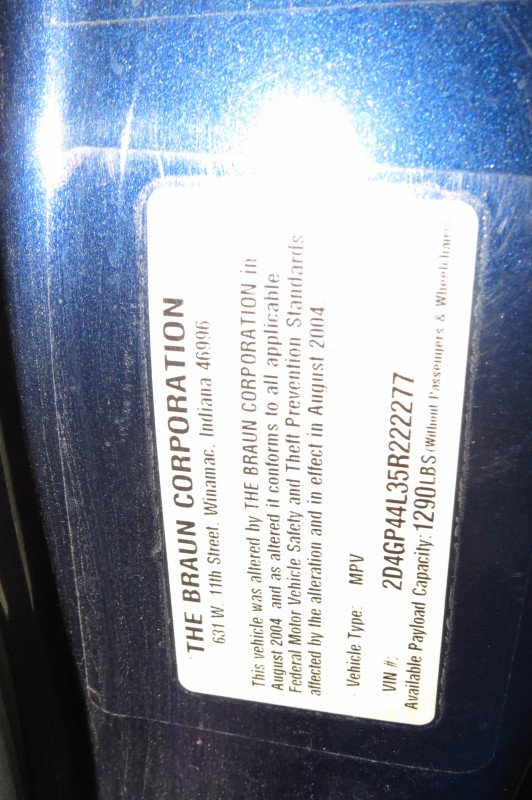 THE BRAUN CORPORATION
631 W. 11th Street, Winamac, Indiana 46996
This vehicle was altered by THE BRAUN CORPORATION in
August 2004 and as altered it conforms to all applicable
Federal Motor Vehicle Safety and Theft Prevention Standards
affected by the alteration and in effect in August 2004.
Vehicle Type: MPV
VIN #: 2D4GP44L35R222277
Available Payload Capacity: 1290LBS (Without Passengers & Wheelchairs